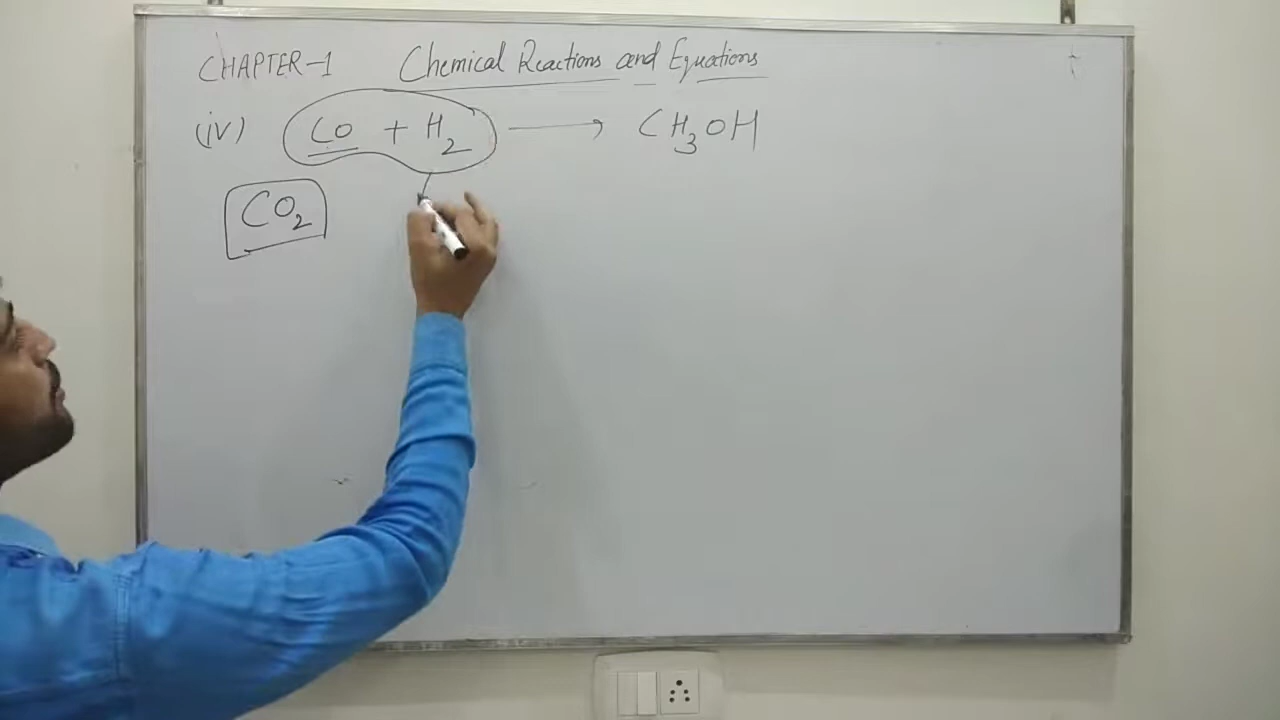 CHAPTER-1 Chemical Reactions and Equations
(iv) CO + H2 → CH3OH
CO2